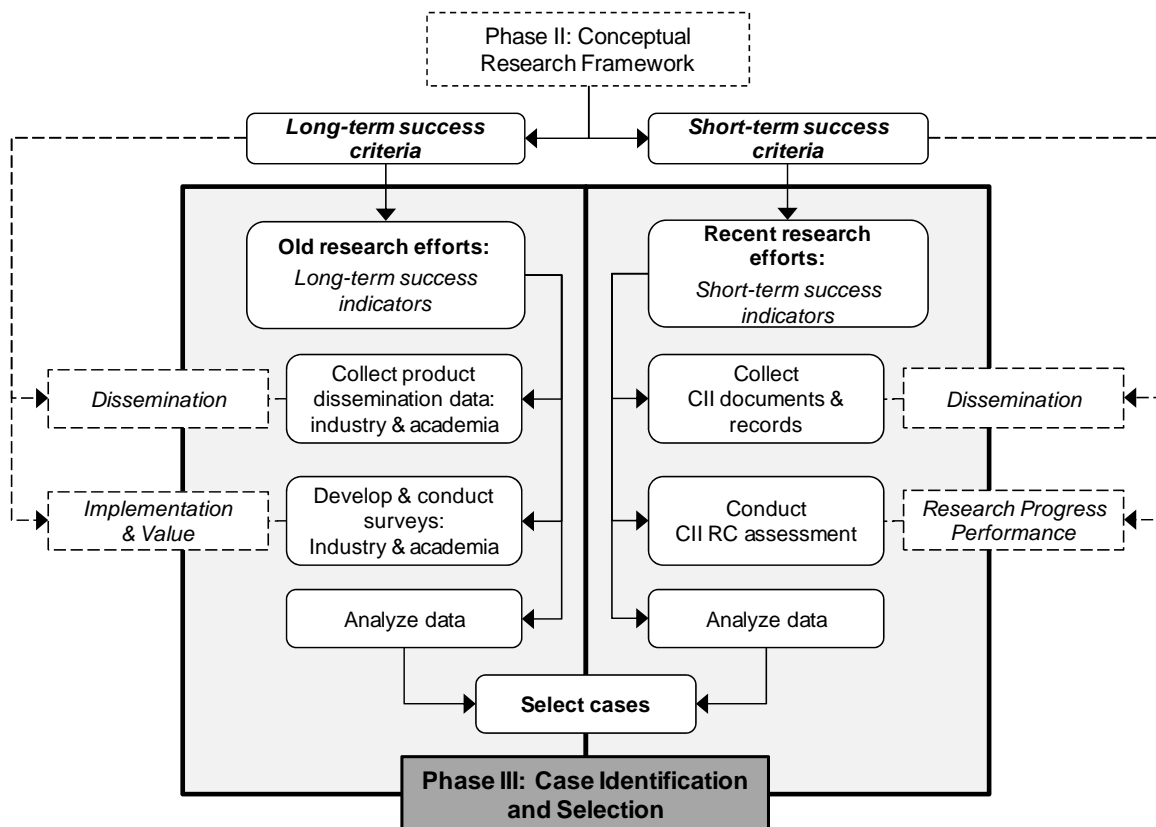 Phase II: Conceptual
Research Framework
Long-term success
criteria
Short-term success
criteria
Old research efforts:
Long-term success
indicators
Recent research
efforts:
Short-term success
indicators
Dissemination
Collect product
dissemination data:
industry & academia
Collect
CII documents &
records
Dissemination
Implementation
& Value
Develop & conduct
surveys:
Industry & academia
Conduct
CII RC assessment
Research Progress
Performance
Analyze data
Analyze data
Select cases
Phase III: Case Identification
and Selection